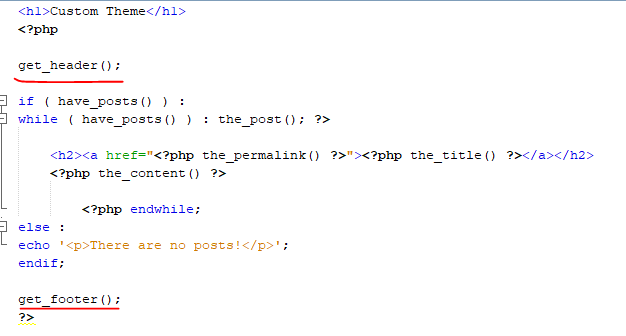 <h1>Custom Theme</h1>
<?php
get_header();
if ( have_posts() ) :
while ( have_posts() ) : the_post(); ?>
<h2><a href="<?php the_permalink() ?>"><?php the_title() ?></a></h2>
<?php the_content() ?>
<?php endwhile;
else :
echo '<p>There are no posts!</p>';
endif;
get_footer();
?>